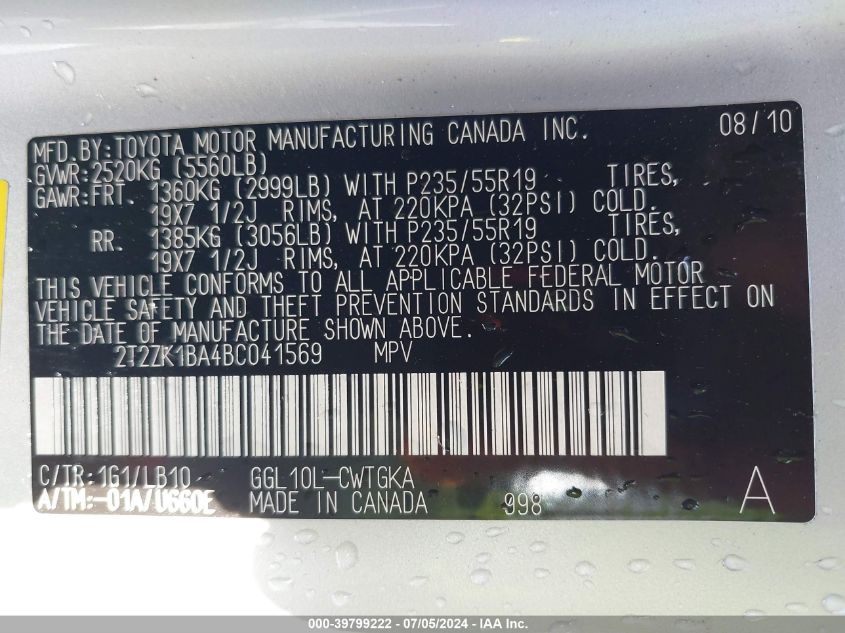 MFD.BY:TOYOTA MOTOR MANUFACTURING CANADA INC. 08/10
GVWR:2520KG (5560LB)
GAWR:FRT. 1360KG (2999LB) WITH P235/55R19 TIRES,
19X7 1/2J RIMS, AT 220KPA (32PSI) COLD.
RR. 1385KG (3056LB) WITH P235/55R19 TIRES,
19X7 1/2J RIMS, AT 220KPA (32PSI) COLD.
THIS VEHICLE CONFORMS TO ALL APPLICABLE FEDERAL MOTOR
VEHICLE SAFETY AND THEFT PREVENTION STANDARDS IN EFFECT ON
THE DATE OF MANUFACTURE SHOWN ABOVE.
2T2ZK1BA4BC041569 MPV
C/TR:1G1/LB10 GGL10L-CWTGKA
A/TM:-01A/U660E MADE IN CANADA 998 A
000-39799222 - 07/05/2024 - IAA Inc.